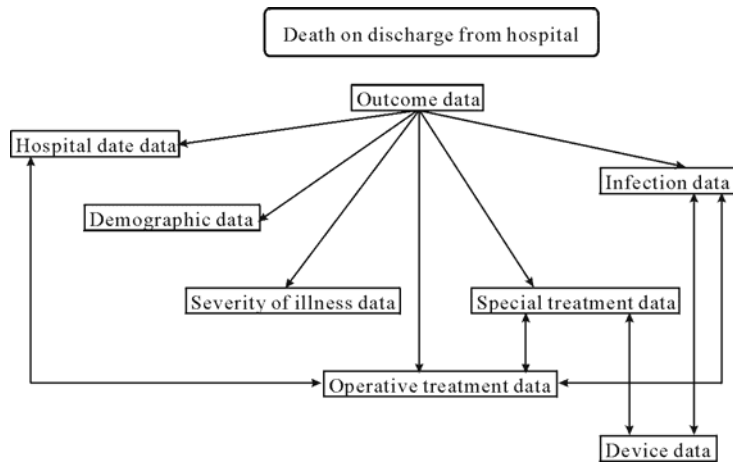 Death on discharge from hospital
Outcome data
Hospital date data
Infection data
Demographic data
Severity of illness data
Special treatment data
Operative treatment data
Device data